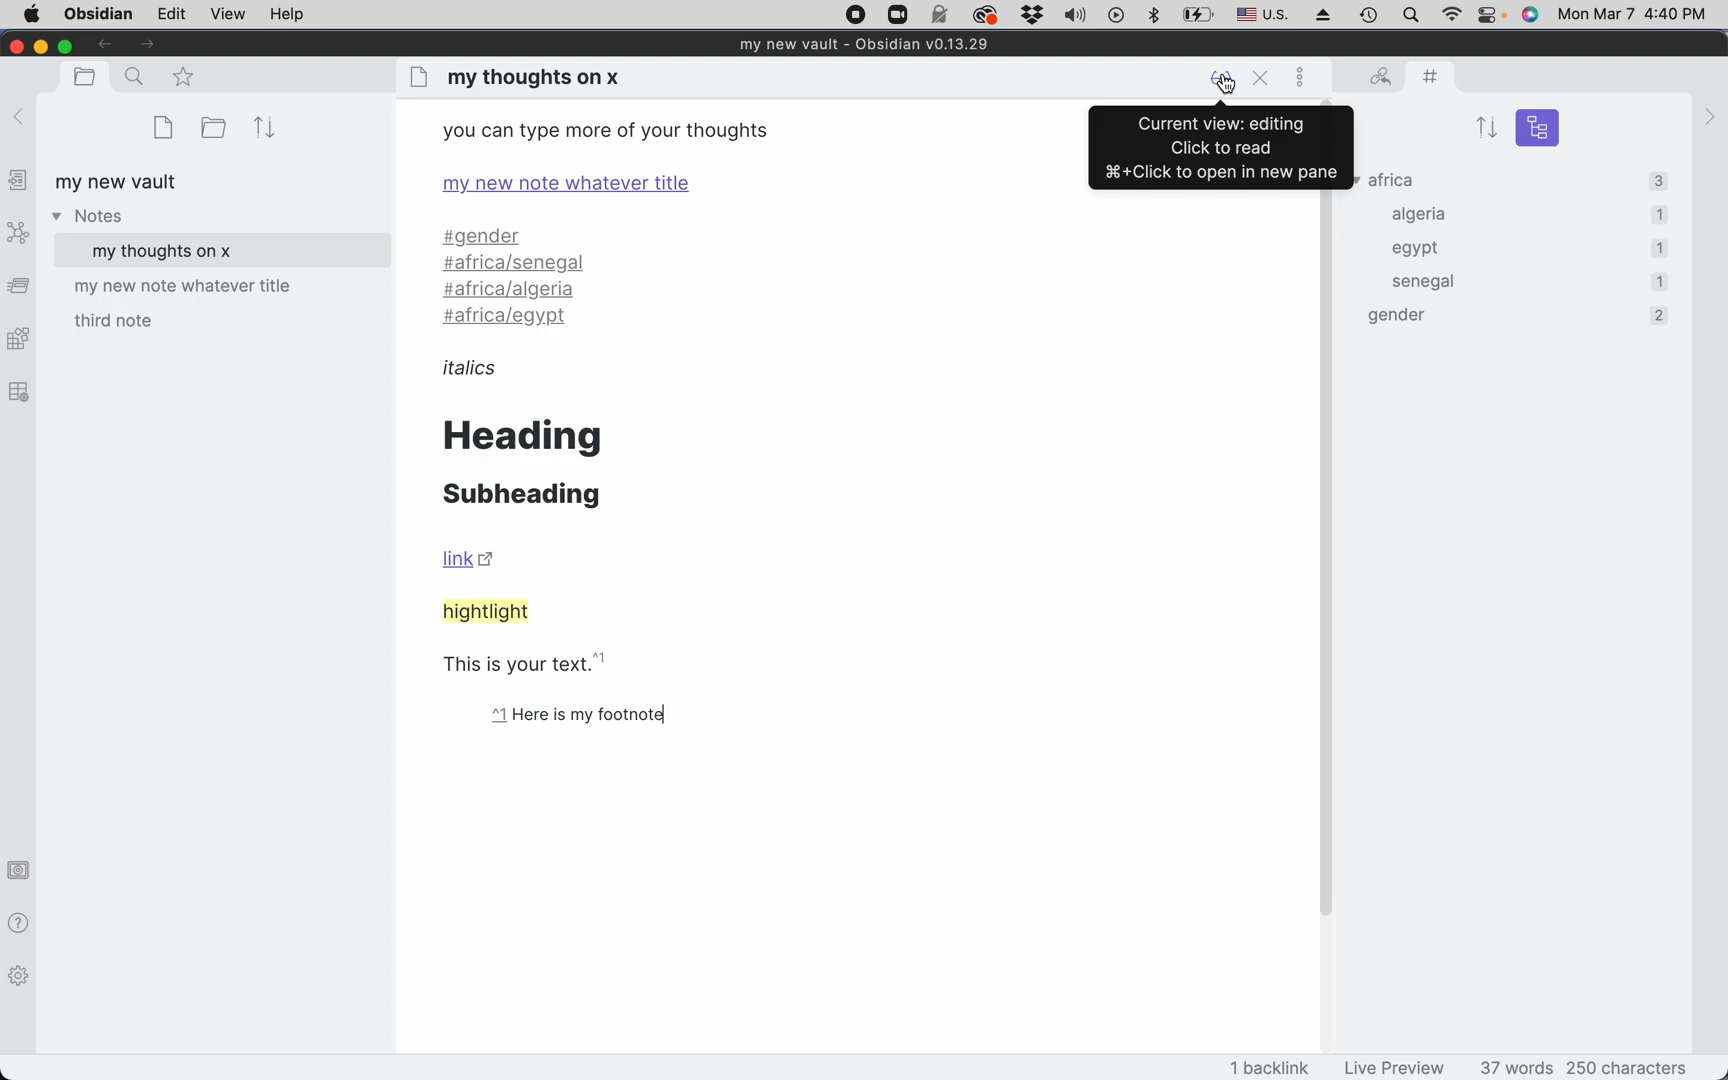 Obsidian Edit View Help U.S. Mon Mar 7 4:40 PM
my new vault - Obsidian v0.13.29
my thoughts on x
my new vault
Notes
my thoughts on x
my new note whatever title
third note
you can type more of your thoughts
my new note whatever title
#gender
#africa/senegal
#africa/algeria
#africa/egypt
italics
Heading
Subheading
link
hightlight
This is your text.^1
^1 Here is my footnote
Current view: editing
Click to read
⌘+Click to open in new pane
africa 3
algeria 1
egypt 1
senegal 1
gender 2
1 backlink Live Preview 37 words 250 characters